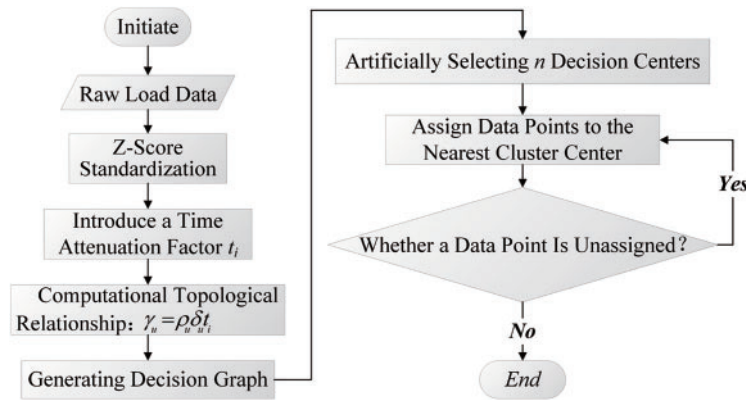 Initiate
Raw Load Data
Z-Score
Standardization
Introduce a Time
Attenuation Factor tᵢ
Computational Topological
Relationship：γᵤ=ρᵤδᵤtᵢ
Generating Decision Graph
Artificially Selecting n Decision Centers
Assign Data Points to the
Nearest Cluster Center
Yes
Whether a Data Point Is Unassigned？
No
End